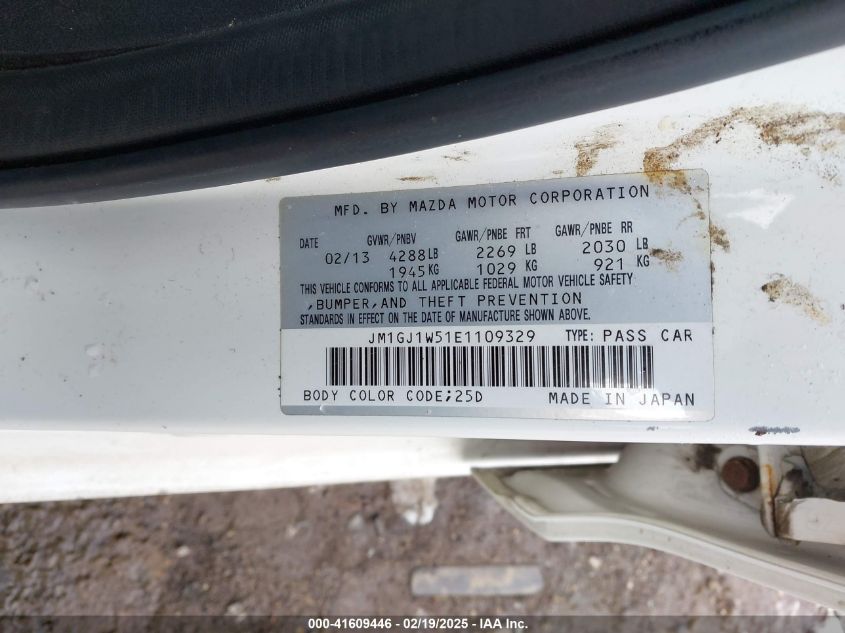 MFD. BY MAZDA MOTOR CORPORATION
DATE GVWR/PNBV GAWR/PNBE FRT GAWR/PNBE RR
02/13 4288LB 2269 LB 2030 LB
1945KG 1029 KG 921 KG
THIS VEHICLE CONFORMS TO ALL APPLICABLE FEDERAL MOTOR VEHICLE SAFETY
,BUMPER,AND THEFT PREVENTION
STANDARDS IN EFFECT ON THE DATE OF MANUFACTURE SHOWN ABOVE.
JM1GJ1W51E1109329 TYPE: PASS CAR
BODY COLOR CODE;25D MADE IN JAPAN
000-41609446 - 02/19/2025 - IAA Inc.